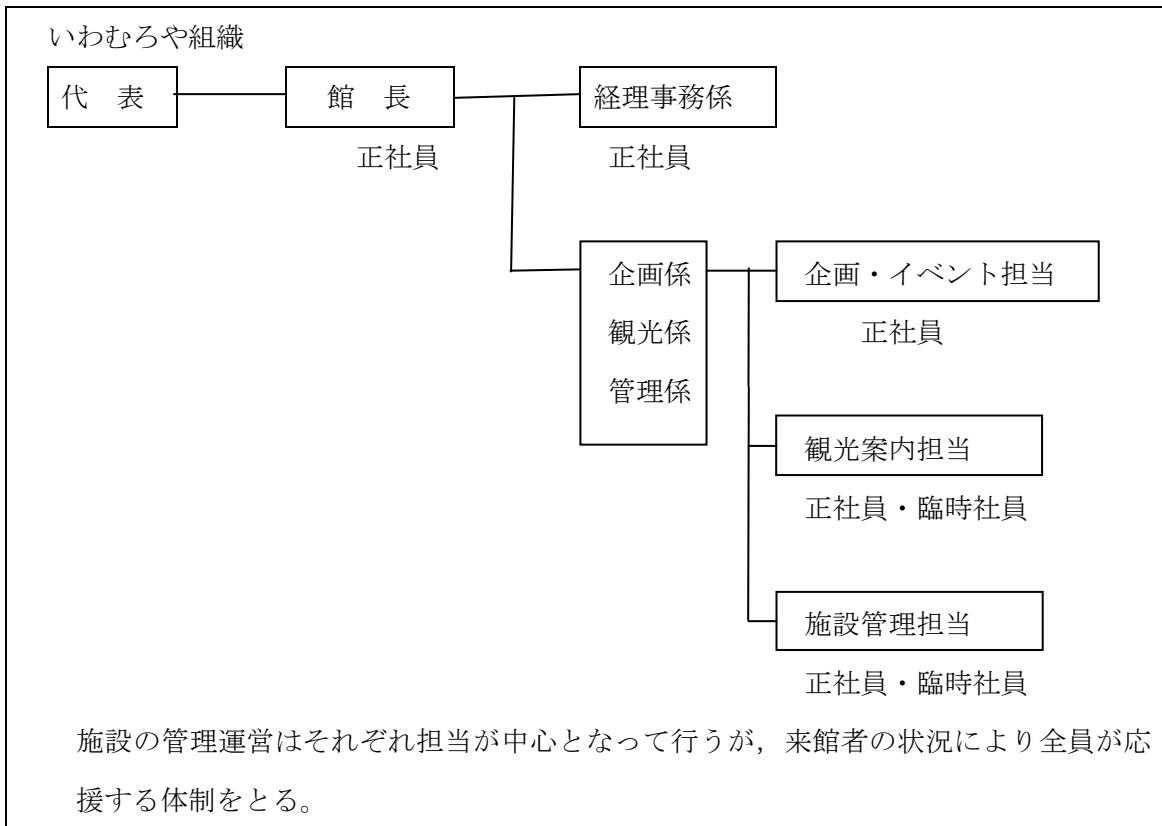 いわむろや組織
代　表
館　長
経理事務係
正社員
正社員
企画係
観光係
管理係
企画・イベント担当
正社員
観光案内担当
正社員・臨時社員
施設管理担当
正社員・臨時社員
施設の管理運営はそれぞれ担当が中心となって行うが，来館者の状況により全員が応
援する体制をとる。